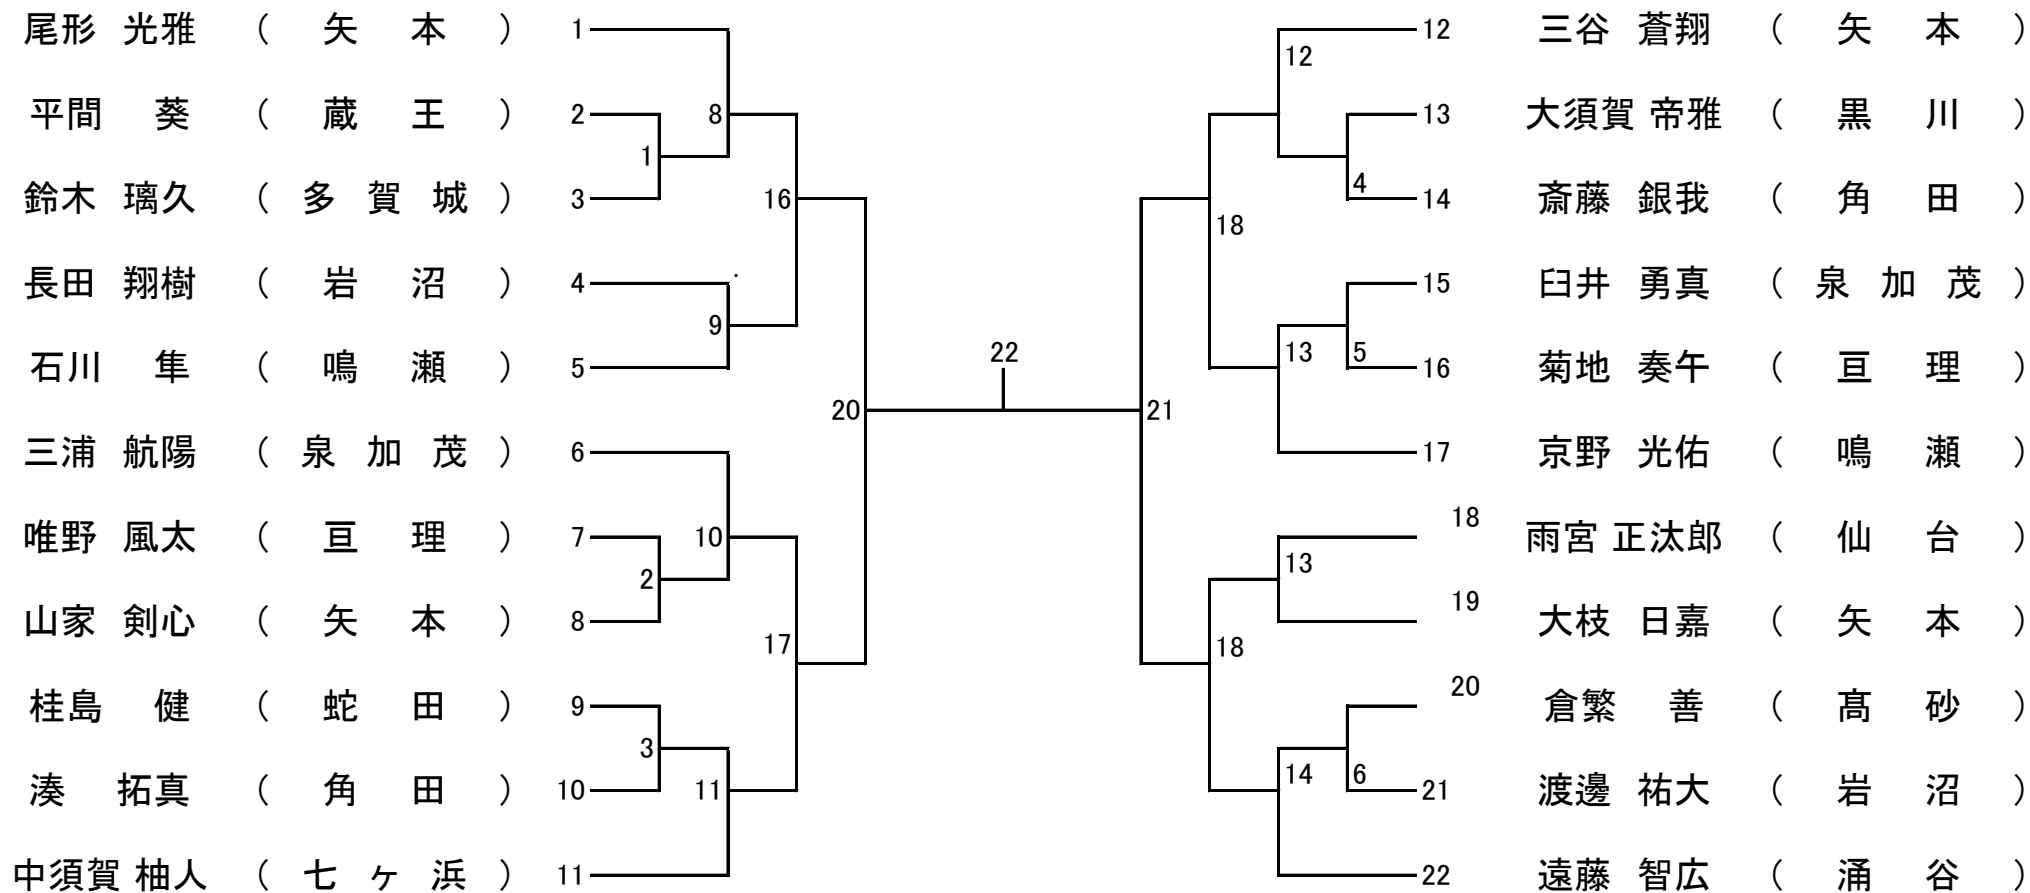 尾形 光雅 （ 矢 本 ） 1
平間 葵 （ 蔵 王 ） 2
鈴木 璃久 （ 多 賀 城 ） 3
長田 翔樹 （ 岩 沼 ） 4
石川 隼 （ 鳴 瀬 ） 5
三浦 航陽 （ 泉 加 茂 ） 6
唯野 風太 （ 亘 理 ） 7
山家 剣心 （ 矢 本 ） 8
桂島 健 （ 蛇 田 ） 9
湊 拓真 （ 角 田 ） 10
中須賀 柚人 （ 七 ヶ 浜 ） 11
1
2
3
8
9
10
11
16
17
20
22
21
18
18
12
13
13
14
4
5
6
12 三谷 蒼翔 （ 矢 本 ）
13 大須賀 帝雅 （ 黒 川 ）
14 斎藤 銀我 （ 角 田 ）
15 臼井 勇真 （ 泉 加 茂 ）
16 菊地 奏午 （ 亘 理 ）
17 京野 光佑 （ 鳴 瀬 ）
18 雨宮 正汰郎 （ 仙 台 ）
19 大枝 日嘉 （ 矢 本 ）
20 倉繁 善 （ 髙 砂 ）
21 渡邊 祐大 （ 岩 沼 ）
22 遠藤 智広 （ 涌 谷 ）